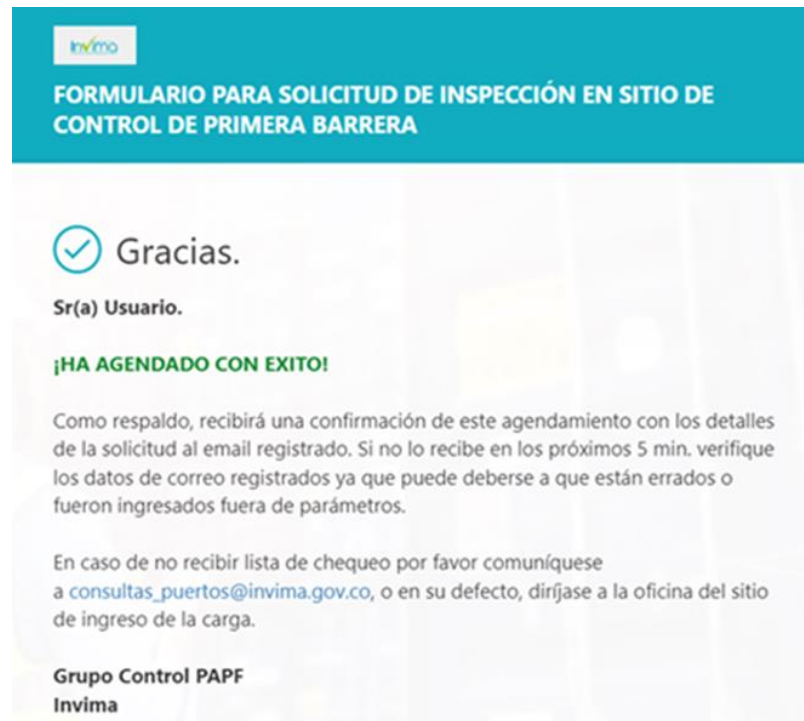 invima
FORMULARIO PARA SOLICITUD DE INSPECCIÓN EN SITIO DE
CONTROL DE PRIMERA BARRERA
Gracias.
Sr(a) Usuario.
¡HA AGENDADO CON EXITO!
Como respaldo, recibirá una confirmación de este agendamiento con los detalles
de la solicitud al email registrado. Si no lo recibe en los próximos 5 min. verifique
los datos de correo registrados ya que puede deberse a que están errados o
fueron ingresados fuera de parámetros.
En caso de no recibir lista de chequeo por favor comuníquese
a consultas_puertos@invima.gov.co, o en su defecto, diríjase a la oficina del sitio
de ingreso de la carga.
Grupo Control PAPF
Invima